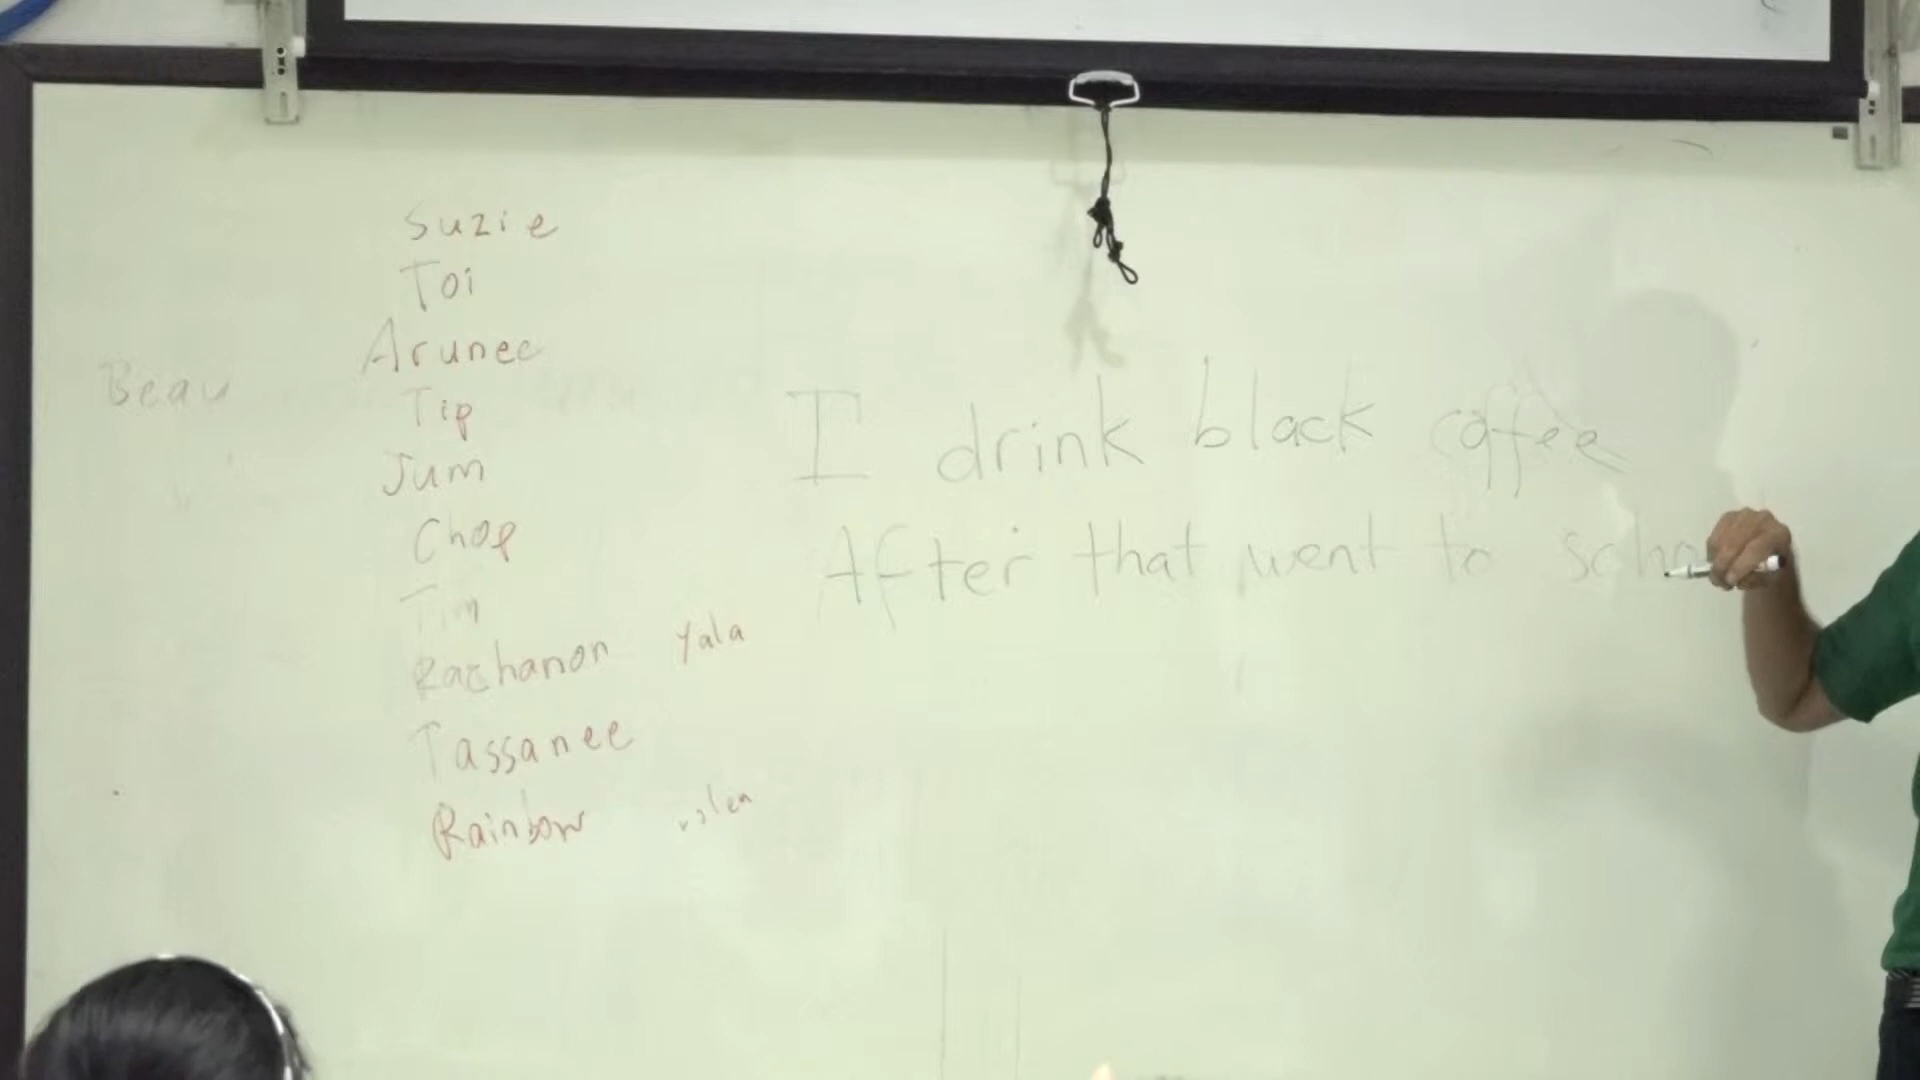 Suzie
Toi
Arunee
Beau
Tip
Jum
Chop
Tim
Rachanon Yala
Tassanee
Rainbow
I drink black coffee
After that went to scho